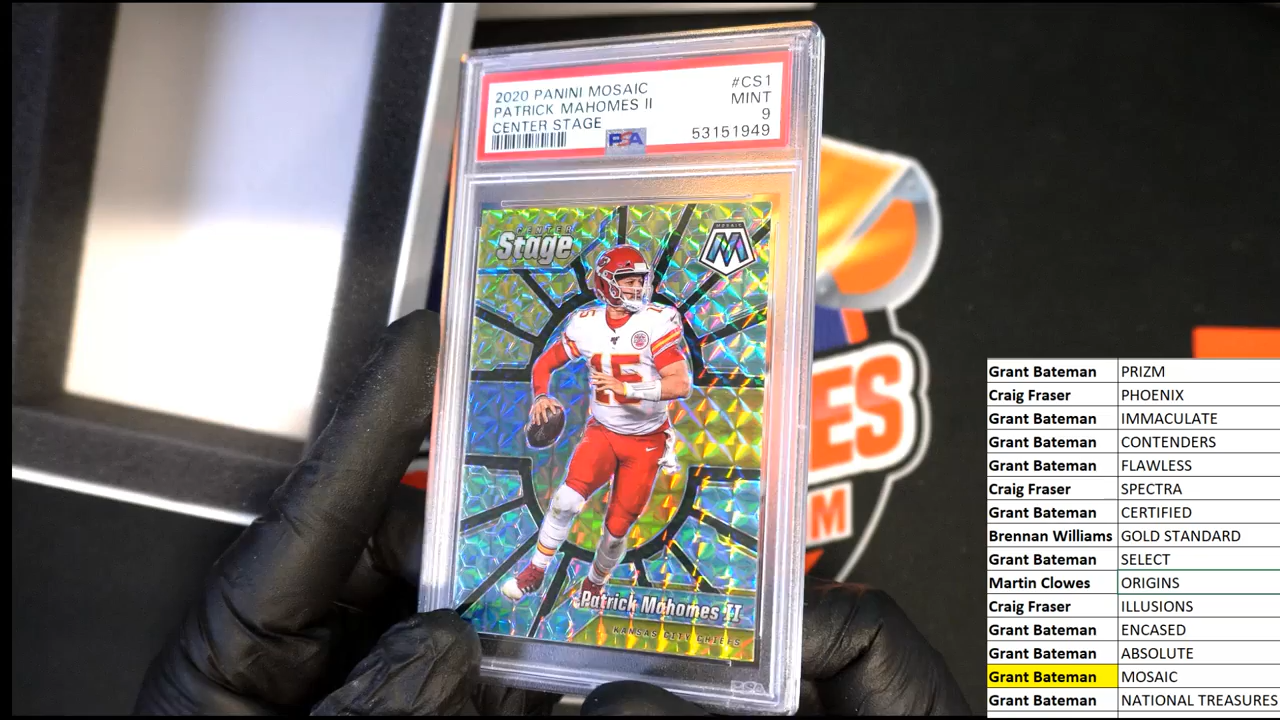 2020 PANINI MOSAIC #CS1
PATRICK MAHOMES II MINT
CENTER STAGE 9
PSA 53151949
CENTER
Stage
MOSAIC
M
15
15
Patrick Mahomes II
KANSAS CITY CHIEFS
PSA
ES
M
Grant Bateman PRIZM
Craig Fraser PHOENIX
Grant Bateman IMMACULATE
Grant Bateman CONTENDERS
Grant Bateman FLAWLESS
Craig Fraser SPECTRA
Grant Bateman CERTIFIED
Brennan Williams GOLD STANDARD
Grant Bateman SELECT
Martin Clowes ORIGINS
Craig Fraser ILLUSIONS
Grant Bateman ENCASED
Grant Bateman ABSOLUTE
Grant Bateman MOSAIC
Grant Bateman NATIONAL TREASURES